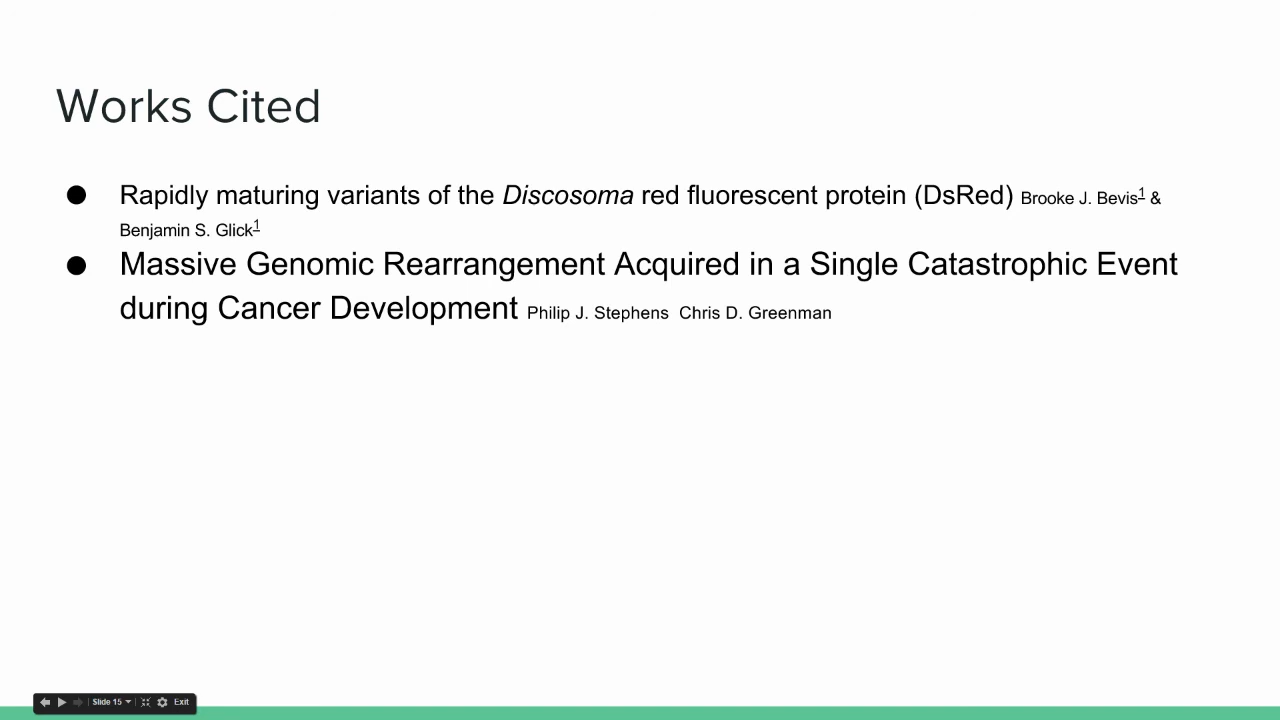 Works Cited
● Rapidly maturing variants of the Discosoma red fluorescent protein (DsRed) Brooke J. Bevis1 &
Benjamin S. Glick1
● Massive Genomic Rearrangement Acquired in a Single Catastrophic Event
during Cancer Development Philip J. Stephens Chris D. Greenman
Slide 15 Exit